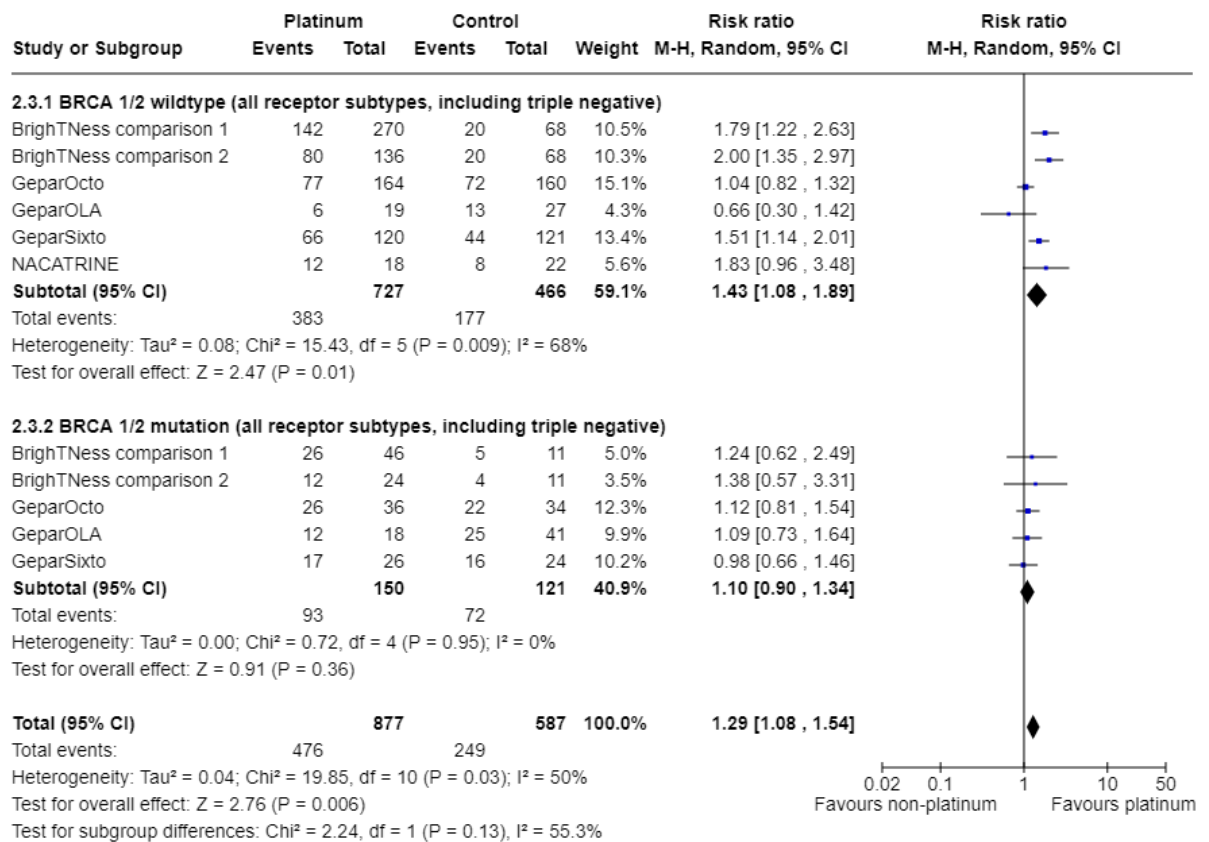 Platinum Control Risk ratio Risk ratio
Study or Subgroup Events Total Events Total Weight M-H, Random, 95% CI M-H, Random, 95% CI
2.3.1 BRCA 1/2 wildtype (all receptor subtypes, including triple negative)
BrighTNess comparison 1 142 270 20 68 10.5% 1.79 [1.22 , 2.63]
BrighTNess comparison 2 80 136 20 68 10.3% 2.00 [1.35 , 2.97]
GeparOcto 77 164 72 160 15.1% 1.04 [0.82 , 1.32]
GeparOLA 6 19 13 27 4.3% 0.66 [0.30 , 1.42]
GeparSixto 66 120 44 121 13.4% 1.51 [1.14 , 2.01]
NACATRINE 12 18 8 22 5.6% 1.83 [0.96 , 3.48]
Subtotal (95% CI) 727 466 59.1% 1.43 [1.08 , 1.89]
Total events: 383 177
Heterogeneity: Tau² = 0.08; Chi² = 15.43, df = 5 (P = 0.009); I² = 68%
Test for overall effect: Z = 2.47 (P = 0.01)
2.3.2 BRCA 1/2 mutation (all receptor subtypes, including triple negative)
BrighTNess comparison 1 26 46 5 11 5.0% 1.24 [0.62 , 2.49]
BrighTNess comparison 2 12 24 4 11 3.5% 1.38 [0.57 , 3.31]
GeparOcto 26 36 22 34 12.3% 1.12 [0.81 , 1.54]
GeparOLA 12 18 25 41 9.9% 1.09 [0.73 , 1.64]
GeparSixto 17 26 16 24 10.2% 0.98 [0.66 , 1.46]
Subtotal (95% CI) 150 121 40.9% 1.10 [0.90 , 1.34]
Total events: 93 72
Heterogeneity: Tau² = 0.00; Chi² = 0.72, df = 4 (P = 0.95); I² = 0%
Test for overall effect: Z = 0.91 (P = 0.36)
Total (95% CI) 877 587 100.0% 1.29 [1.08 , 1.54]
Total events: 476 249
Heterogeneity: Tau² = 0.04; Chi² = 19.85, df = 10 (P = 0.03); I² = 50%
0.02 0.1 1 10 50
Test for overall effect: Z = 2.76 (P = 0.006)
Favours non-platinum Favours platinum
Test for subgroup differences: Chi² = 2.24, df = 1 (P = 0.13), I² = 55.3%